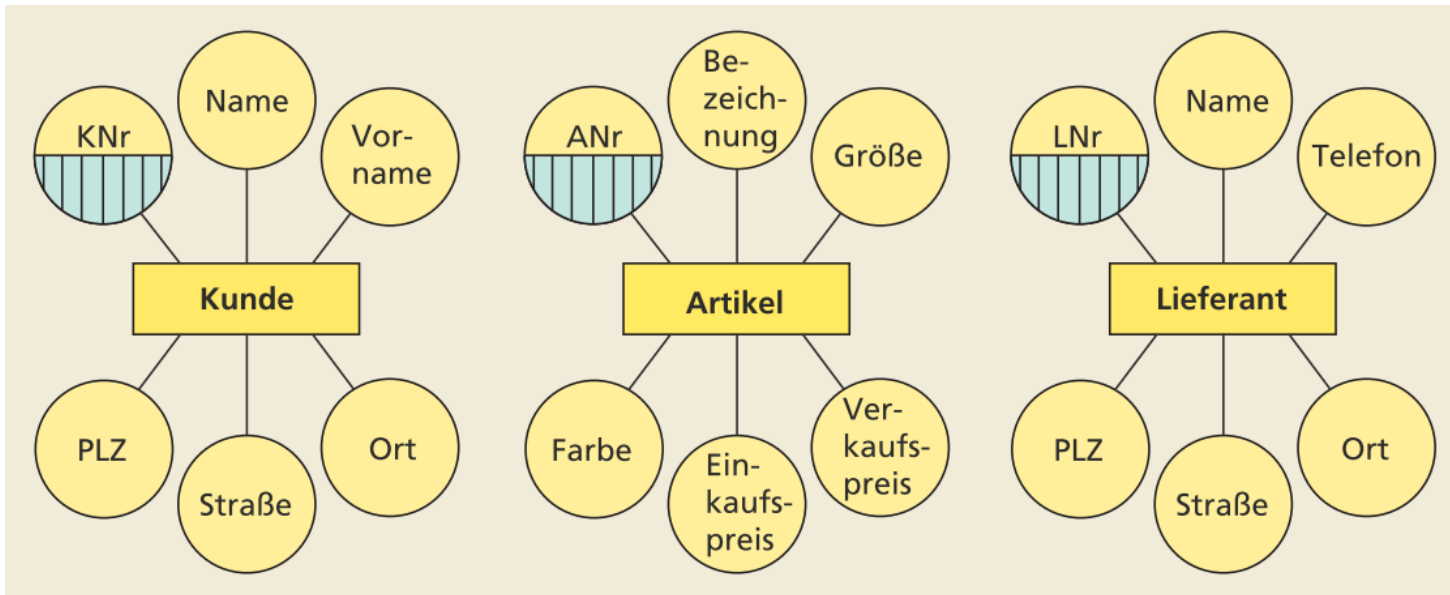 KNr
Name
Vor-
name
Kunde
PLZ
Straße
Ort
ANr
Be-
zeich-
nung
Größe
Artikel
Farbe
Ein-
kaufs-
preis
Ver-
kaufs-
preis
LNr
Name
Telefon
Lieferant
PLZ
Straße
Ort